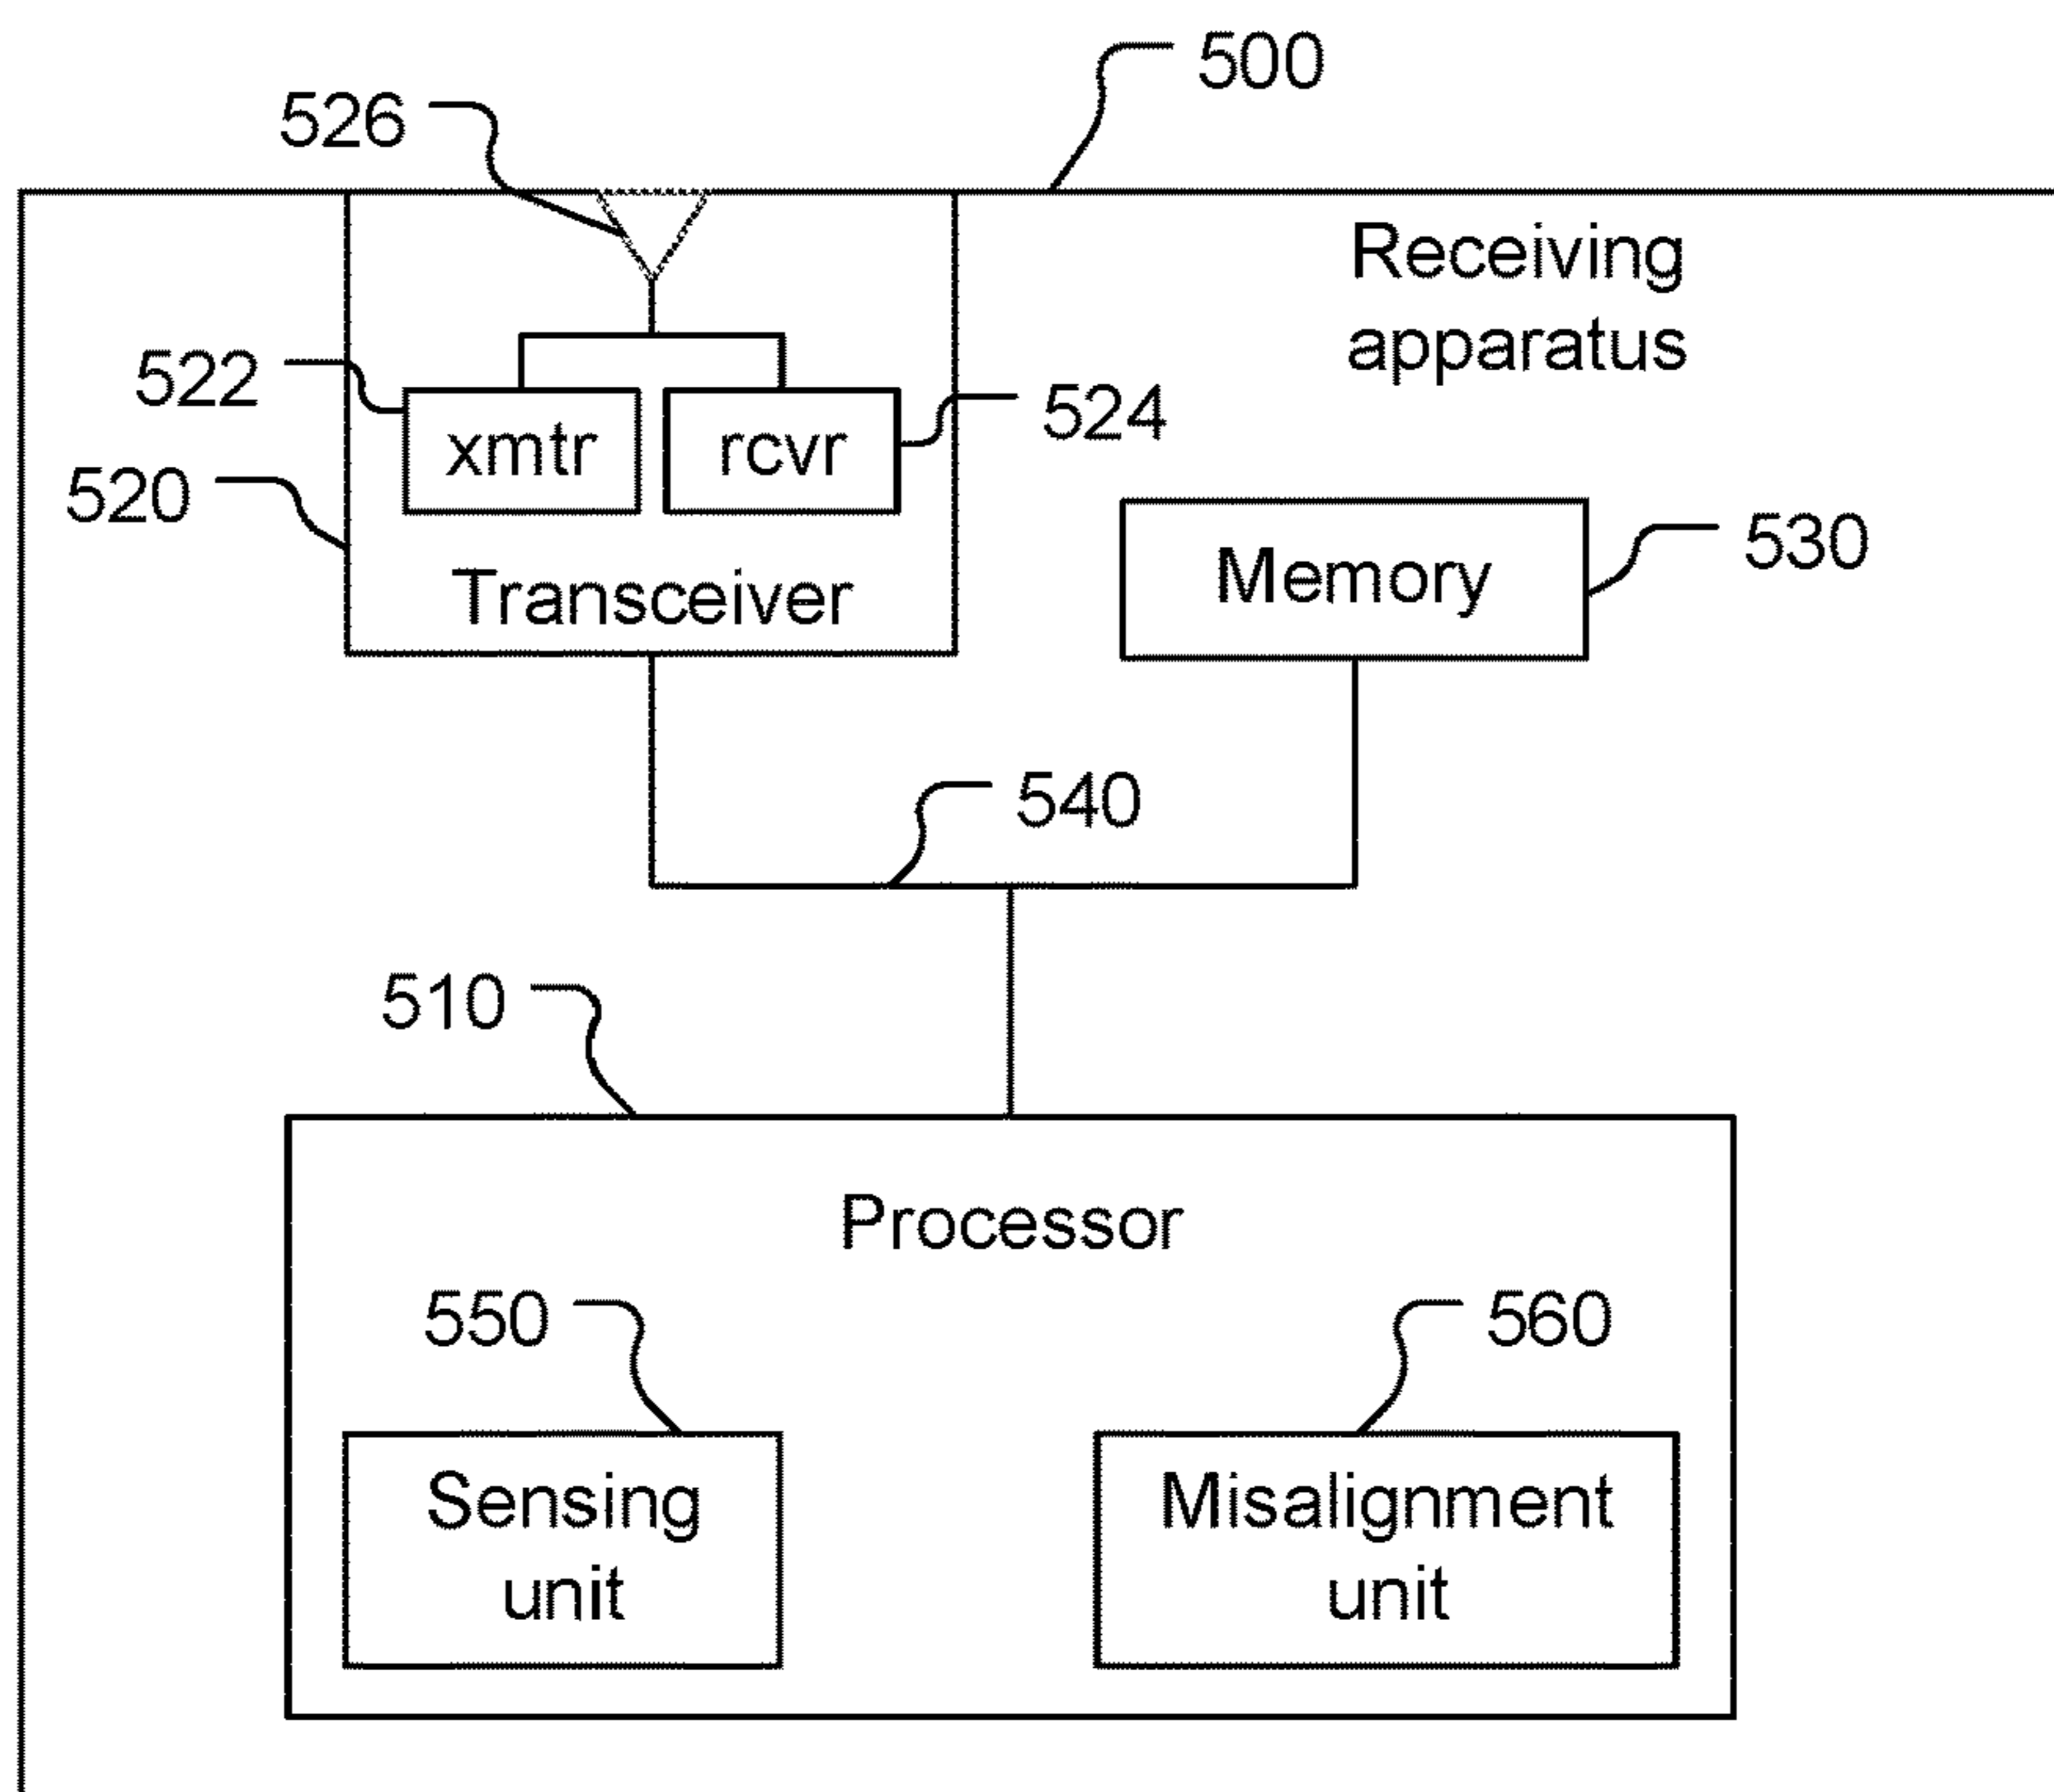 500
526
Receiving
apparatus
522
xmtr
rcvr
524
520
Transceiver
Memory
530
540
510
Processor
550
560
Sensing
unit
Misalignment
unit